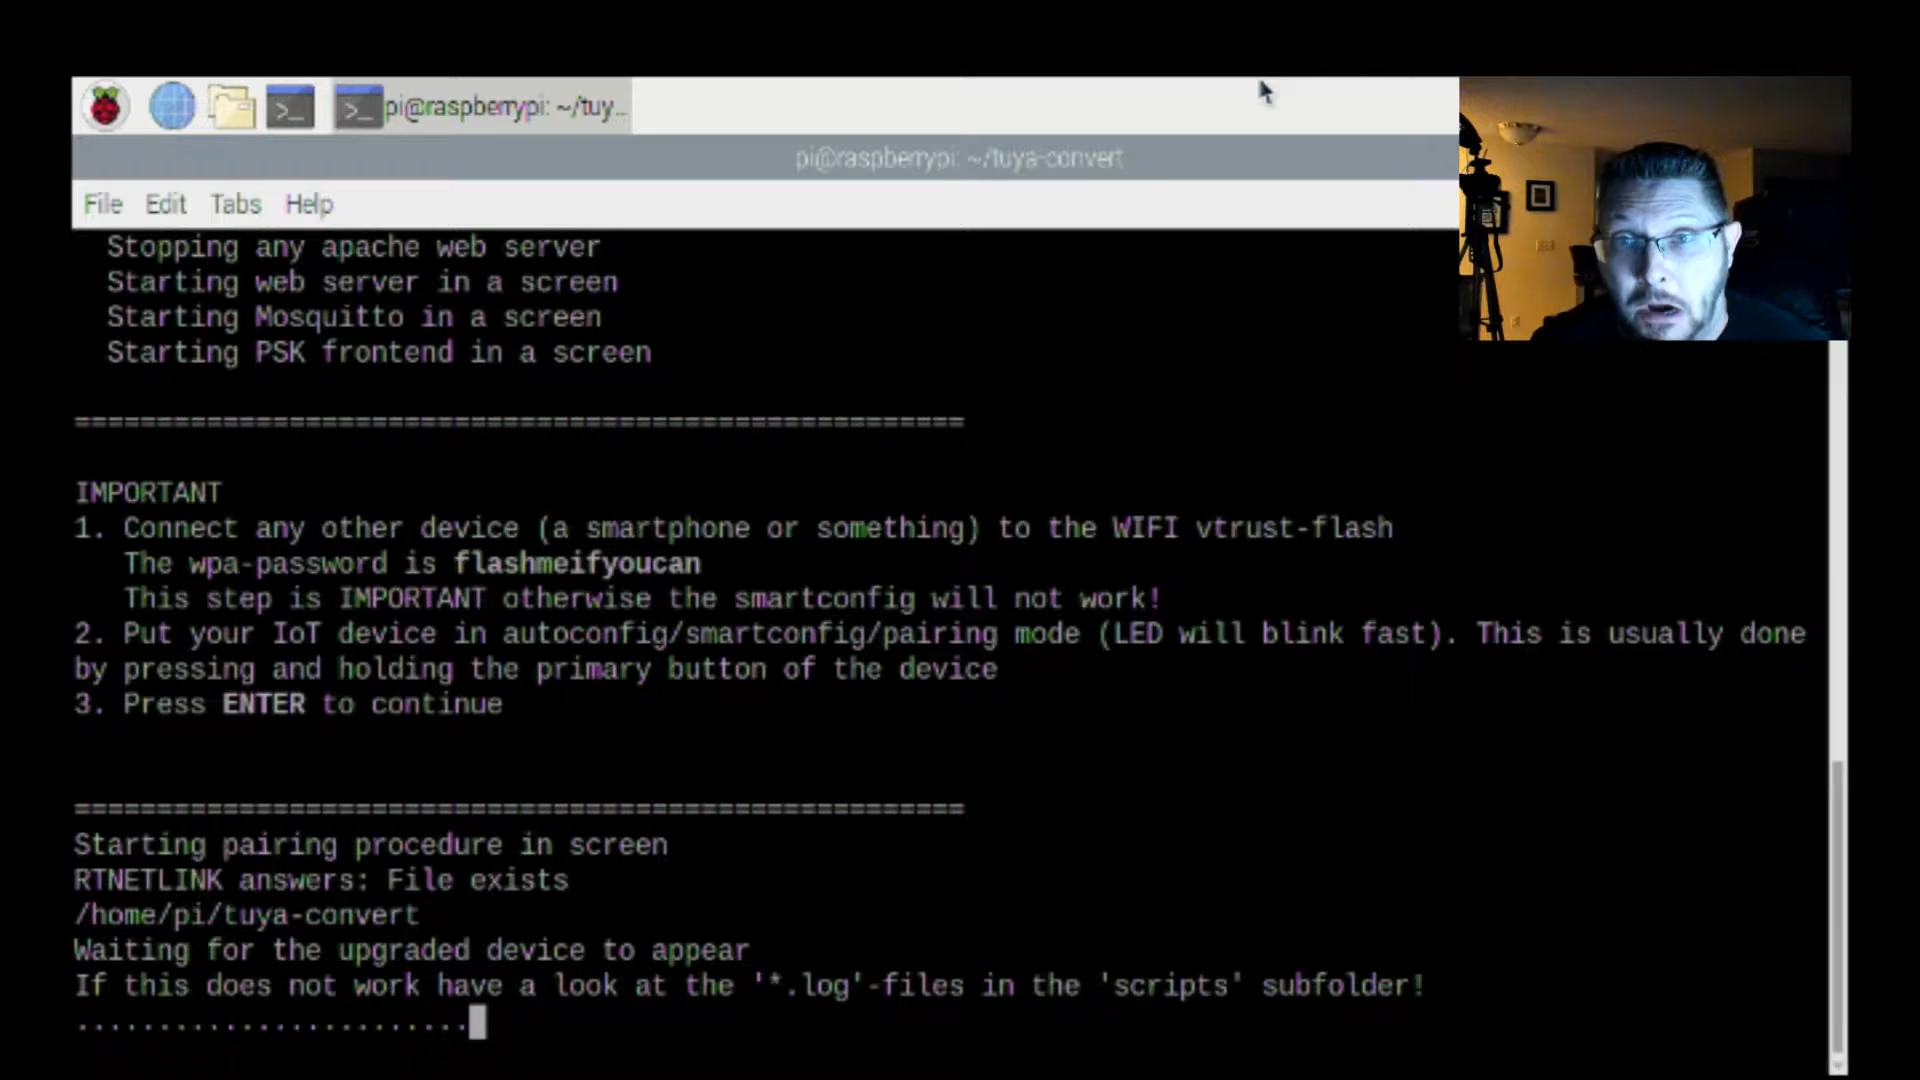 pi@raspberrypi: ~/tuy...
pi@raspberrypi: ~/tuya-convert
File Edit Tabs Help
Stopping any apache web server
Starting web server in a screen
Starting Mosquitto in a screen
Starting PSK frontend in a screen
======================================================
IMPORTANT
1. Connect any other device (a smartphone or something) to the WIFI vtrust-flash
The wpa-password is flashmeifyoucan
This step is IMPORTANT otherwise the smartconfig will not work!
2. Put your IoT device in autoconfig/smartconfig/pairing mode (LED will blink fast). This is usually done
by pressing and holding the primary button of the device
3. Press ENTER to continue
======================================================
Starting pairing procedure in screen
RTNETLINK answers: File exists
/home/pi/tuya-convert
Waiting for the upgraded device to appear
If this does not work have a look at the '*.log'-files in the 'scripts' subfolder!
........................